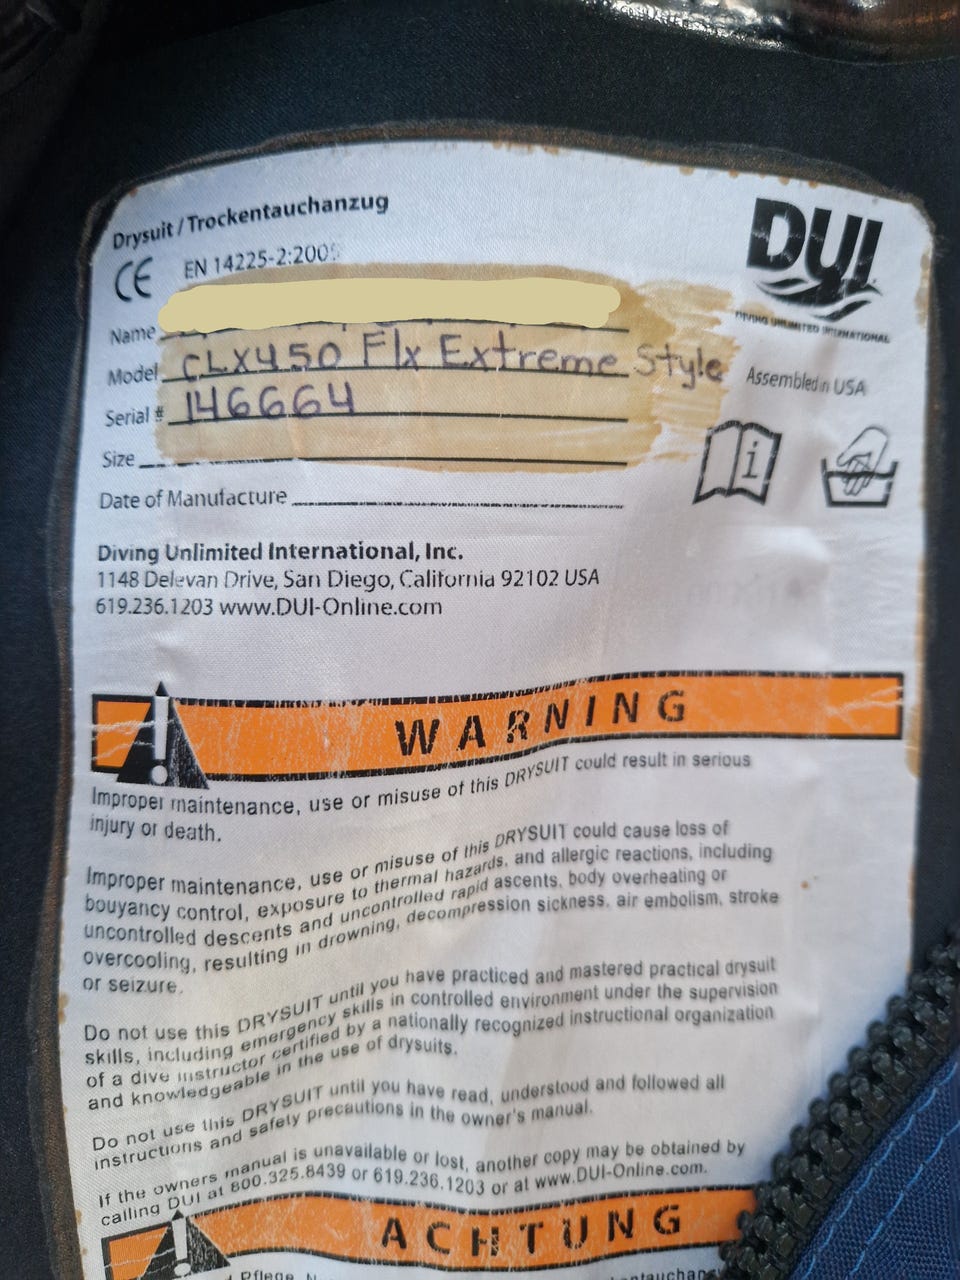 Drysuit / Trockentauchanzug
DUI
CE EN 14225-2:2005
DIVING UNLIMITED INTERNATIONAL
Name
Model CLX450 Flx Extreme Style
Assembled in USA
Serial # 146664
Size
Date of Manufacture
Diving Unlimited International, Inc.
1148 Delevan Drive, San Diego, California 92102 USA
619.236.1203 www.DUI-Online.com
WARNING
Improper maintenance, use or misuse of this DRYSUIT could result in serious
injury or death.
Improper maintenance, use or misuse of this DRYSUIT could cause loss of
bouyancy control, exposure to thermal hazards, and allergic reactions, including
uncontrolled descents and uncontrolled rapid ascents, body overheating or
overcooling, resulting in drowning, decompression sickness, air embolism, stroke
or seizure.
Do not use this DRYSUIT until you have practiced and mastered practical drysuit
skills, including emergency skills in controlled environment under the supervision
of a dive instructor certified by a nationally recognized instructional organization
and knowledgeable in the use of drysuits.
Do not use this DRYSUIT until you have read, understood and followed all
instructions and safety precautions in the owner's manual.
If the owners manual is unavailable or lost, another copy may be obtained by
calling DUI at 800.325.8439 or 619.236.1203 or at www.DUI-Online.com.
ACHTUNG
Pflege